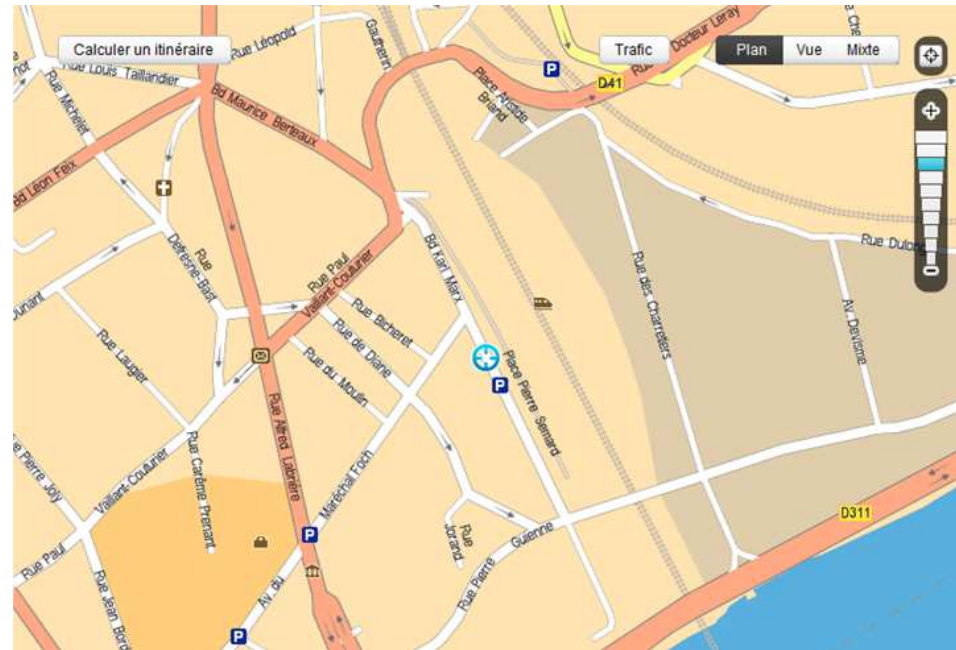 Calculer un itinéraire
Trafic
Plan
Vue
Mixte
Rue Léopold
Gautherin
Docteur Leray
D41
Rue Louis Taillandier
Rue Michelet
Bd Maurice Berteaux
Place Aristide
Briand
Bd Léon Feix
Rue
Defresne-Bast
Rue Paul
Vaillant-Couturier
Bd Karl Marx
Rue des Charretiers
Rue Dulong
Av. Devisme
Dunant
Rue Laugier
Rue Bicheret
Rue de Diane
Rue du Moulin
Place Pierre Semard
P
P
Rue Alfred Labrière
Maréchal Foch
Av. du
Rue Carême Prenant
Vaillant-Couturier
Rue Paul
Pierre Joly
Rue Jean Bord
Rue
Jorand
Rue Pierre
Guienne
D311
P
P